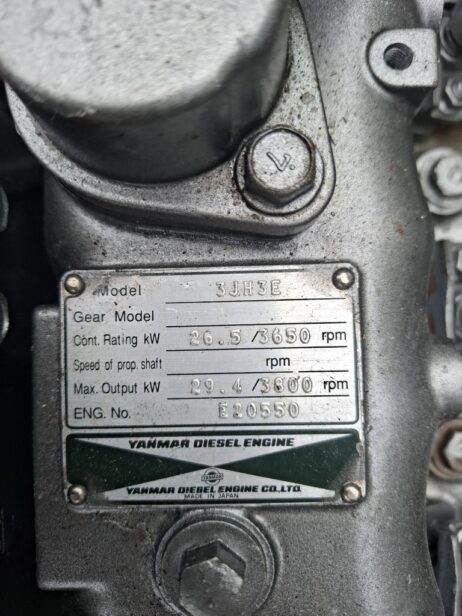 Model 3JH3E
Gear Model
Cont. Rating kW 26.5 /3650 rpm
Speed of prop. shaft rpm
Max. Output kW 29.4 /3800 rpm
ENG. No. E20550
YANMAR DIESEL ENGINE
YANMAR DIESEL ENGINE CO.,LTD.
MADE IN JAPAN